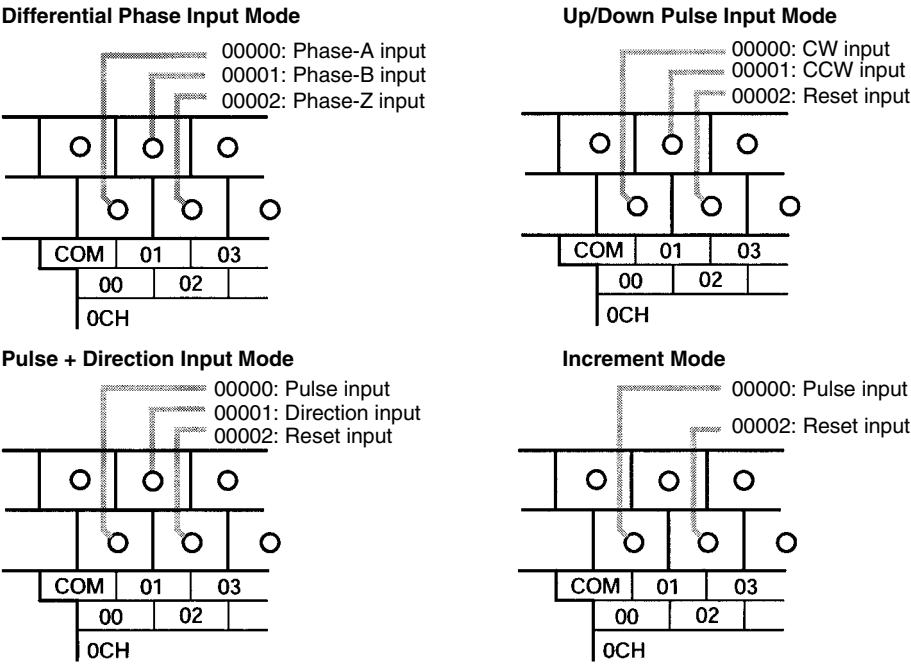 Differential Phase Input Mode
00000: Phase-A input
00001: Phase-B input
00002: Phase-Z input
COM 01 03
00 02
0CH
Up/Down Pulse Input Mode
00000: CW input
00001: CCW input
00002: Reset input
COM 01 03
00 02
0CH
Pulse + Direction Input Mode
00000: Pulse input
00001: Direction input
00002: Reset input
COM 01 03
00 02
0CH
Increment Mode
00000: Pulse input
00002: Reset input
COM 01 03
00 02
0CH